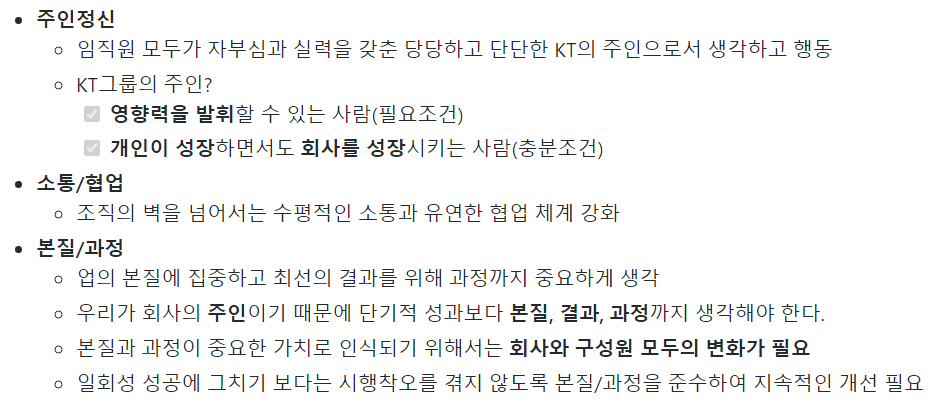 주인정신
임직원 모두가 자부심과 실력을 갖춘 당당하고 단단한 KT의 주인으로서 생각하고 행동
KT그룹의 주인?
영향력을 발휘할 수 있는 사람(필요조건)
개인이 성장하면서도 회사를 성장시키는 사람(충분조건)
소통/협업
조직의 벽을 넘어서는 수평적인 소통과 유연한 협업 체계 강화
본질/과정
업의 본질에 집중하고 최선의 결과를 위해 과정까지 중요하게 생각
우리가 회사의 주인이기 때문에 단기적 성과보다 본질, 결과, 과정까지 생각해야 한다.
본질과 과정이 중요한 가치로 인식되기 위해서는 회사와 구성원 모두의 변화가 필요
일회성 성공에 그치기 보다는 시행착오를 겪지 않도록 본질/과정을 준수하여 지속적인 개선 필요